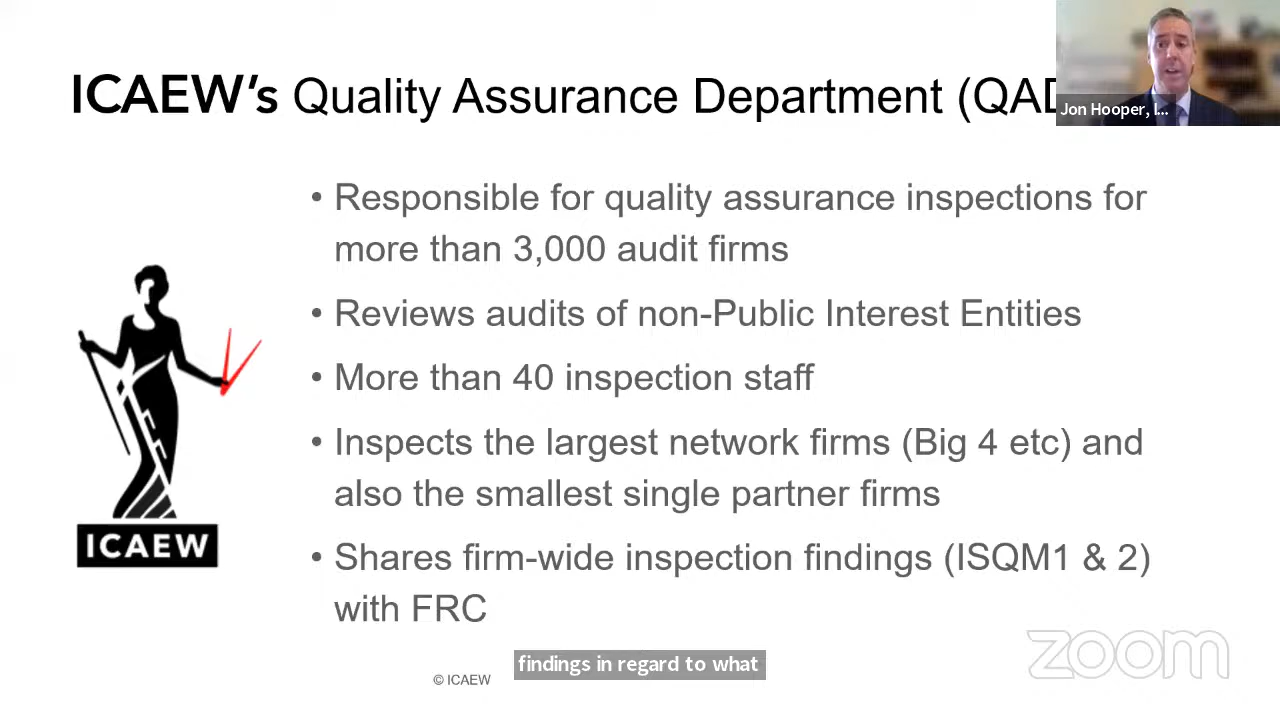 ICAEW's Quality Assurance Department (QAD
Jon Hooper, I...
• Responsible for quality assurance inspections for
more than 3,000 audit firms
• Reviews audits of non-Public Interest Entities
• More than 40 inspection staff
• Inspects the largest network firms (Big 4 etc) and
also the smallest single partner firms
• Shares firm-wide inspection findings (ISQM1 & 2)
with FRC
ICAEW
findings in regard to what
© ICAEW
zoom